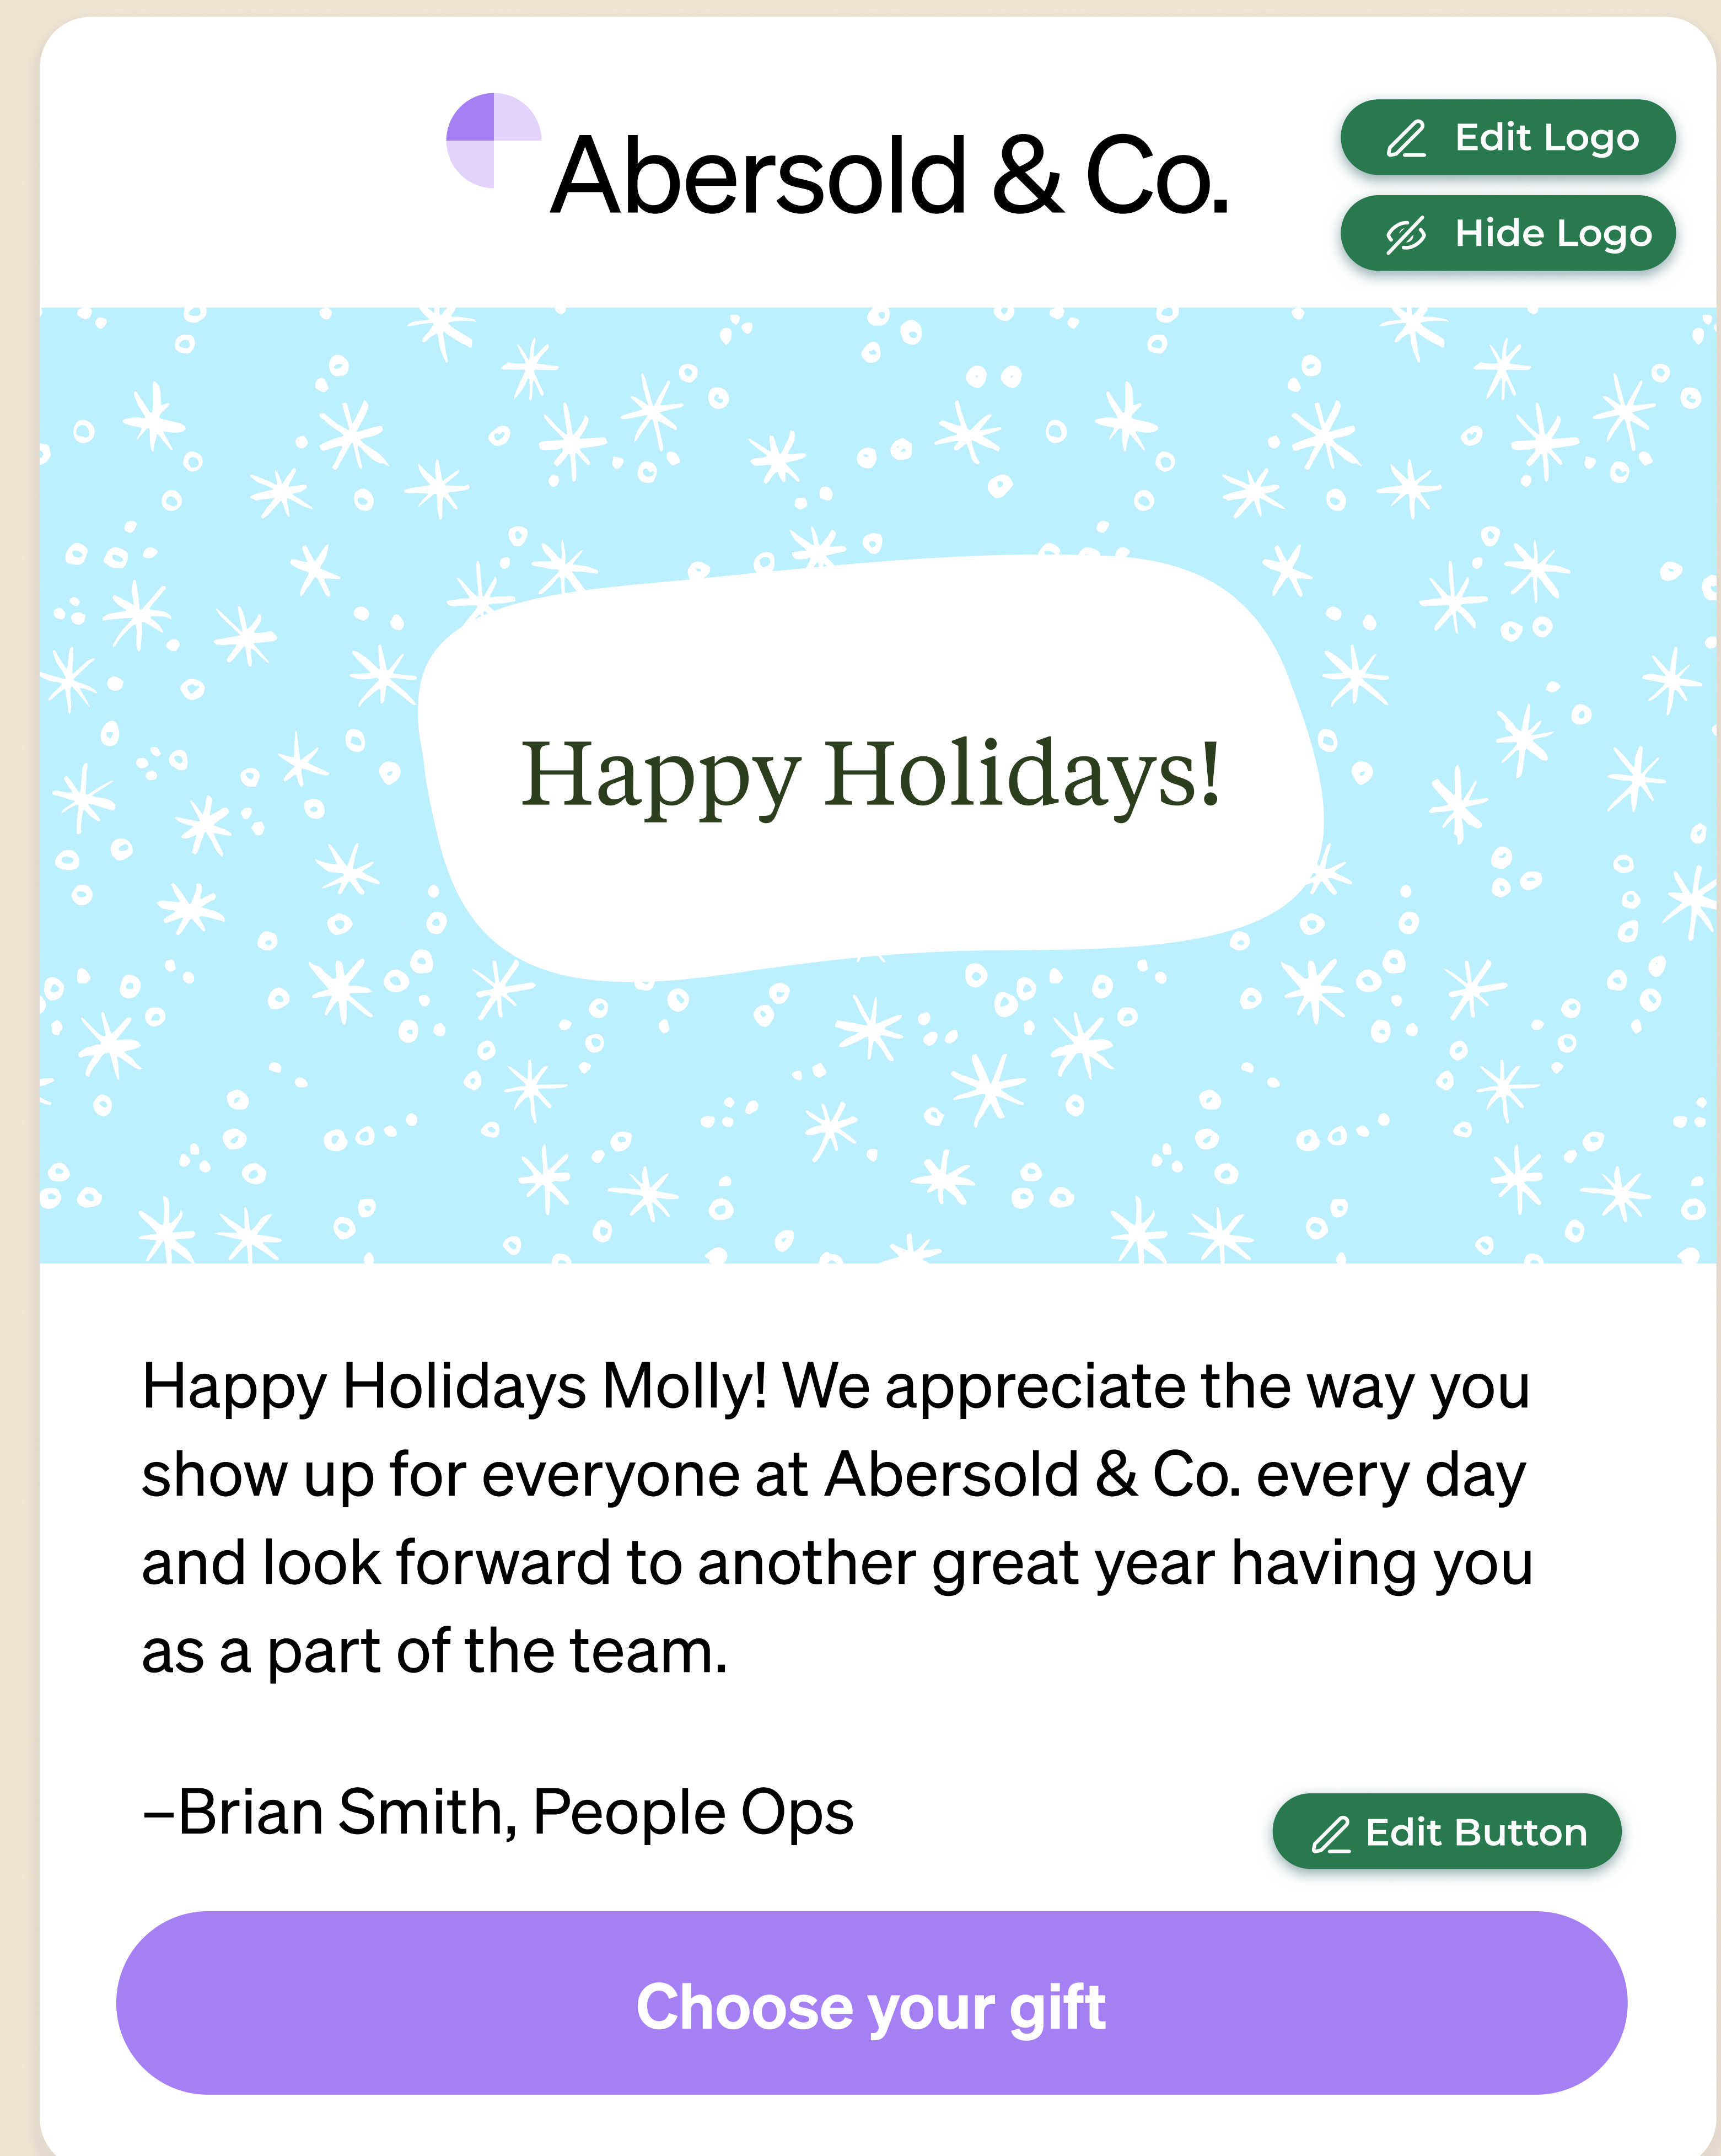 Abersold & Co.
Edit Logo
Hide Logo
Happy Holidays!
Happy Holidays Molly! We appreciate the way you
show up for everyone at Abersold & Co. every day
and look forward to another great year having you
as a part of the team.
–Brian Smith, People Ops
Edit Button
Choose your gift